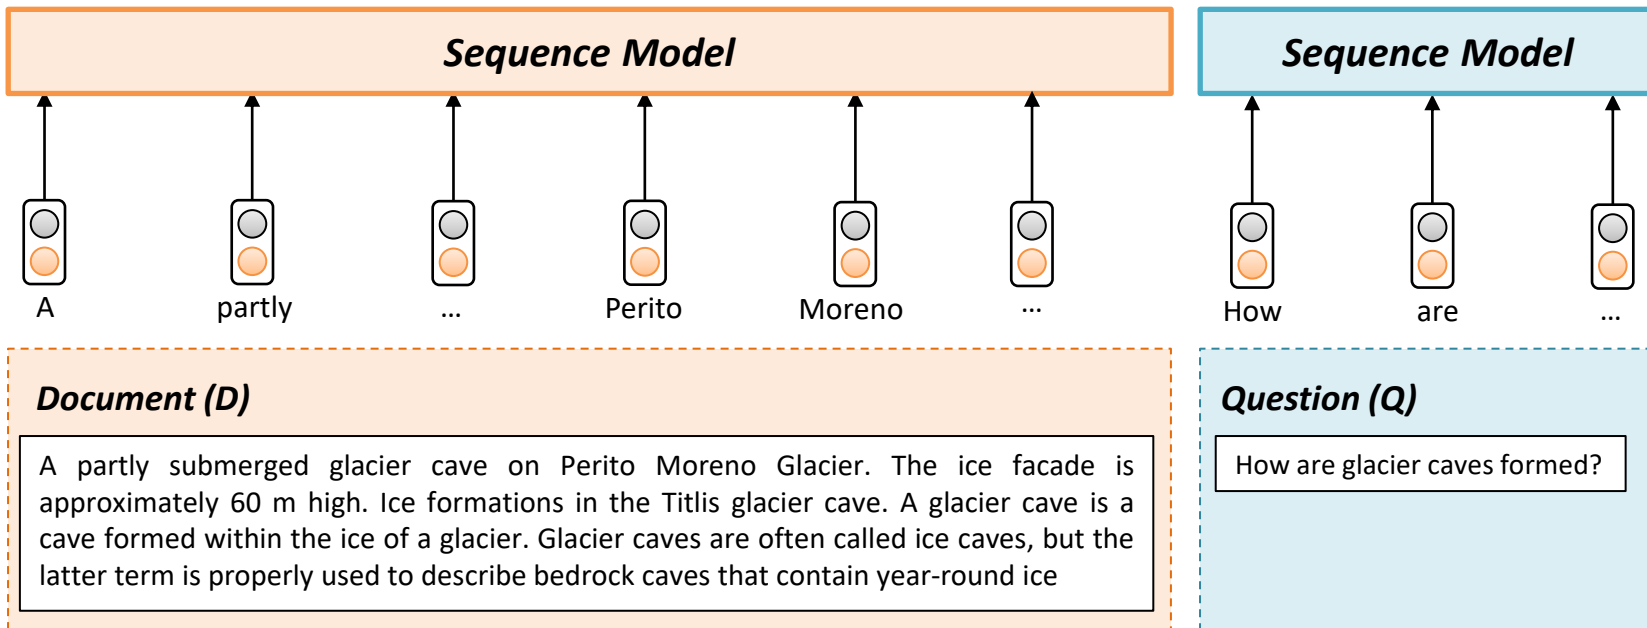 Sequence Model
Sequence Model
A partly ... Perito Moreno ...
How are ...
Document (D)
A partly submerged glacier cave on Perito Moreno Glacier. The ice facade is
approximately 60 m high. Ice formations in the Titlis glacier cave. A glacier cave is a
cave formed within the ice of a glacier. Glacier caves are often called ice caves, but the
latter term is properly used to describe bedrock caves that contain year-round ice
Question (Q)
How are glacier caves formed?